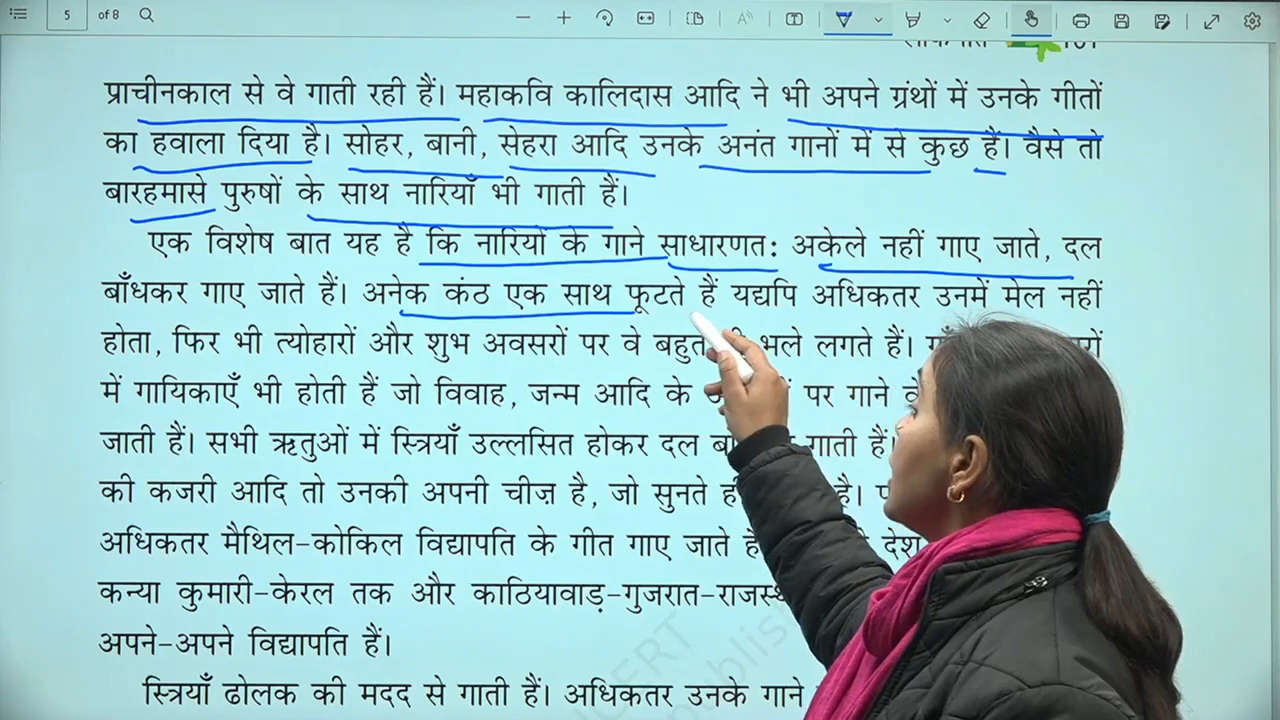 5 of 8
प्राचीनकाल से वे गाती रही हैं। महाकवि कालिदास आदि ने भी अपने ग्रंथों में उनके गीतों
का हवाला दिया है। सोहर, बानी, सेहरा आदि उनके अनंत गानों में से कुछ हैं। वैसे तो
बारहमासे पुरुषों के साथ नारियाँ भी गाती हैं।
एक विशेष बात यह है कि नारियों के गाने साधारणत: अकेले नहीं गाए जाते, दल
बाँधकर गाए जाते हैं। अनेक कंठ एक साथ फूटते हैं यद्यपि अधिकतर उनमें मेल नहीं
होता, फिर भी त्योहारों और शुभ अवसरों पर वे बहुत भले लगते हैं।
में गायिकाएँ भी होती हैं जो विवाह, जन्म आदि के पर गाने
जाती हैं। सभी ऋतुओं में स्त्रियाँ उल्लसित होकर दल गाती हैं।
की कजरी आदि तो उनकी अपनी चीज़ है, जो सुनते है।
अधिकतर मैथिल-कोकिल विद्यापति के गीत गाए जाते देश
कन्या कुमारी-केरल तक और काठियावाड़-गुजरात-
अपने-अपने विद्यापति हैं।
स्त्रियाँ ढोलक की मदद से गाती हैं। अधिकतर उनके गाने